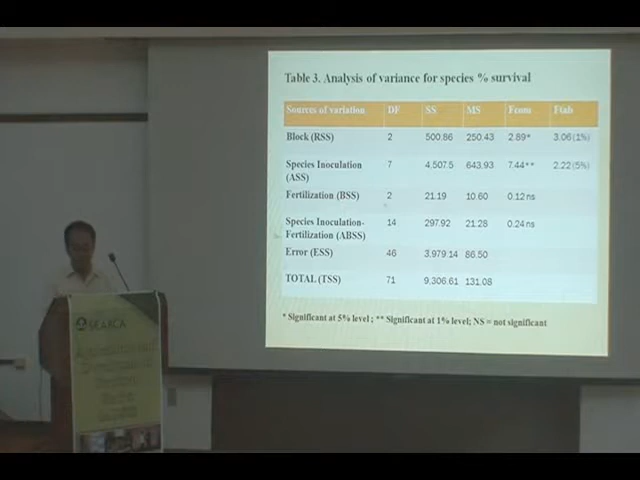 Table 3. Analysis of variance for species % survival
Sources of variation DF SS MS Fcom Ftab
Block (RSS) 2 500.86 250.43 2.89* 3.06 (1%)
Species Inoculation 7 4,507.5 643.93 7.44** 2.22 (5%)
(ASS)
Fertilization (BSS) 2 21.19 10.60 0.12 ns
Species Inoculation- 14 297.92 21.28 0.24 ns
Fertilization (ABSS)
Error (ESS) 46 3,979.14 86.50
TOTAL (TSS) 71 9,306.61 131.08
* Significant at 5% level ; ** Significant at 1% level; NS = not significant
SEARCA